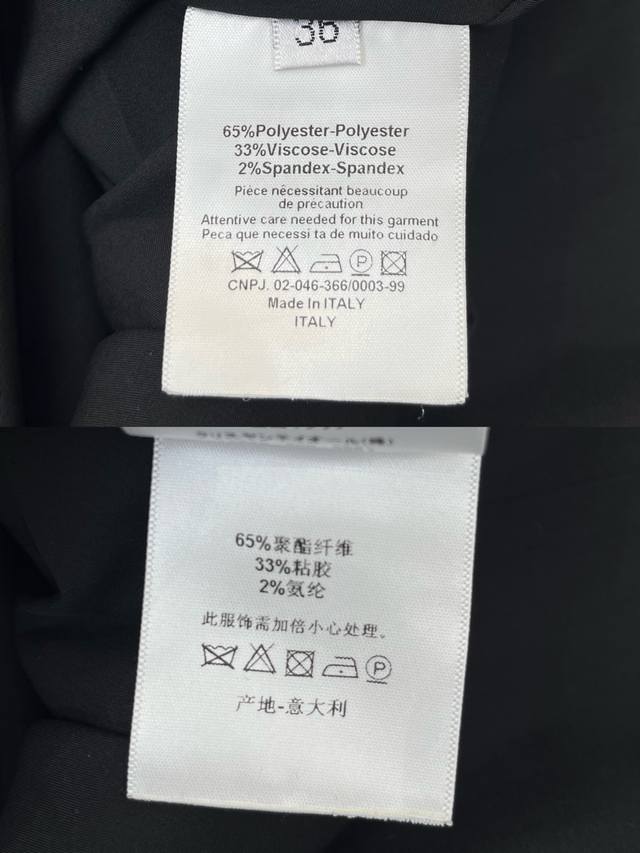 36
65%Polyester-Polyester
33%Viscose-Viscose
2%Spandex-Spandex
Pièce nécessitant beaucoup
de précaution
Attentive care needed for this garment
Peca que necessi ta de muito cuidado
P
CNPJ. 02-046-366/0003-99
Made In ITALY
ITALY
65%聚酯纤维
33%粘胶
2%氨纶
此服饰需加倍小心处理。
P
产地-意大利